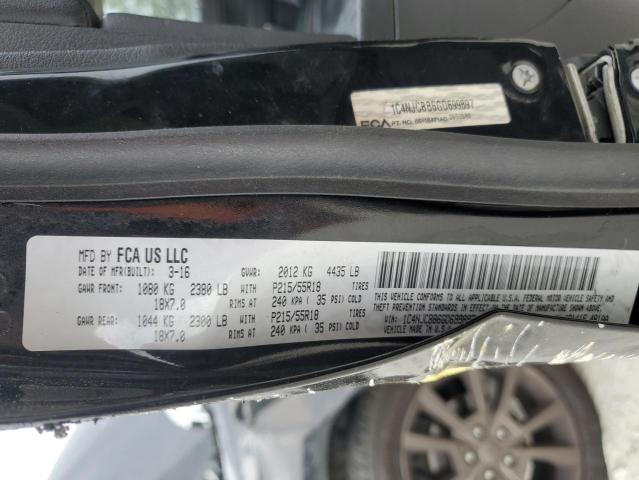 1C4NJCBB5GD699897
FCA PT. NO.
MFD BY FCA US LLC
DATE OF MFR(BUILT): 3-16 GVWR: 2012 KG 4435 LB
GAWR FRONT: 1080 KG 2380 LB WITH P215/55R18 TIRES
18X7.0 RIMS AT 240 KPA ( 35 PSI) COLD
GAWR REAR: 1044 KG 2300 LB WITH P215/55R18 TIRES
18X7.0 RIMS AT 240 KPA ( 35 PSI) COLD
THIS VEHICLE CONFORMS TO ALL APPLICABLE U.S.A. FEDERAL MOTOR VEHICLE
THEFT PREVENTION STANDARDS IN EFFECT ON THE DATE OF MANUFACTURE SHOWN ABOVE.
VIN:
MADE IN U.S.